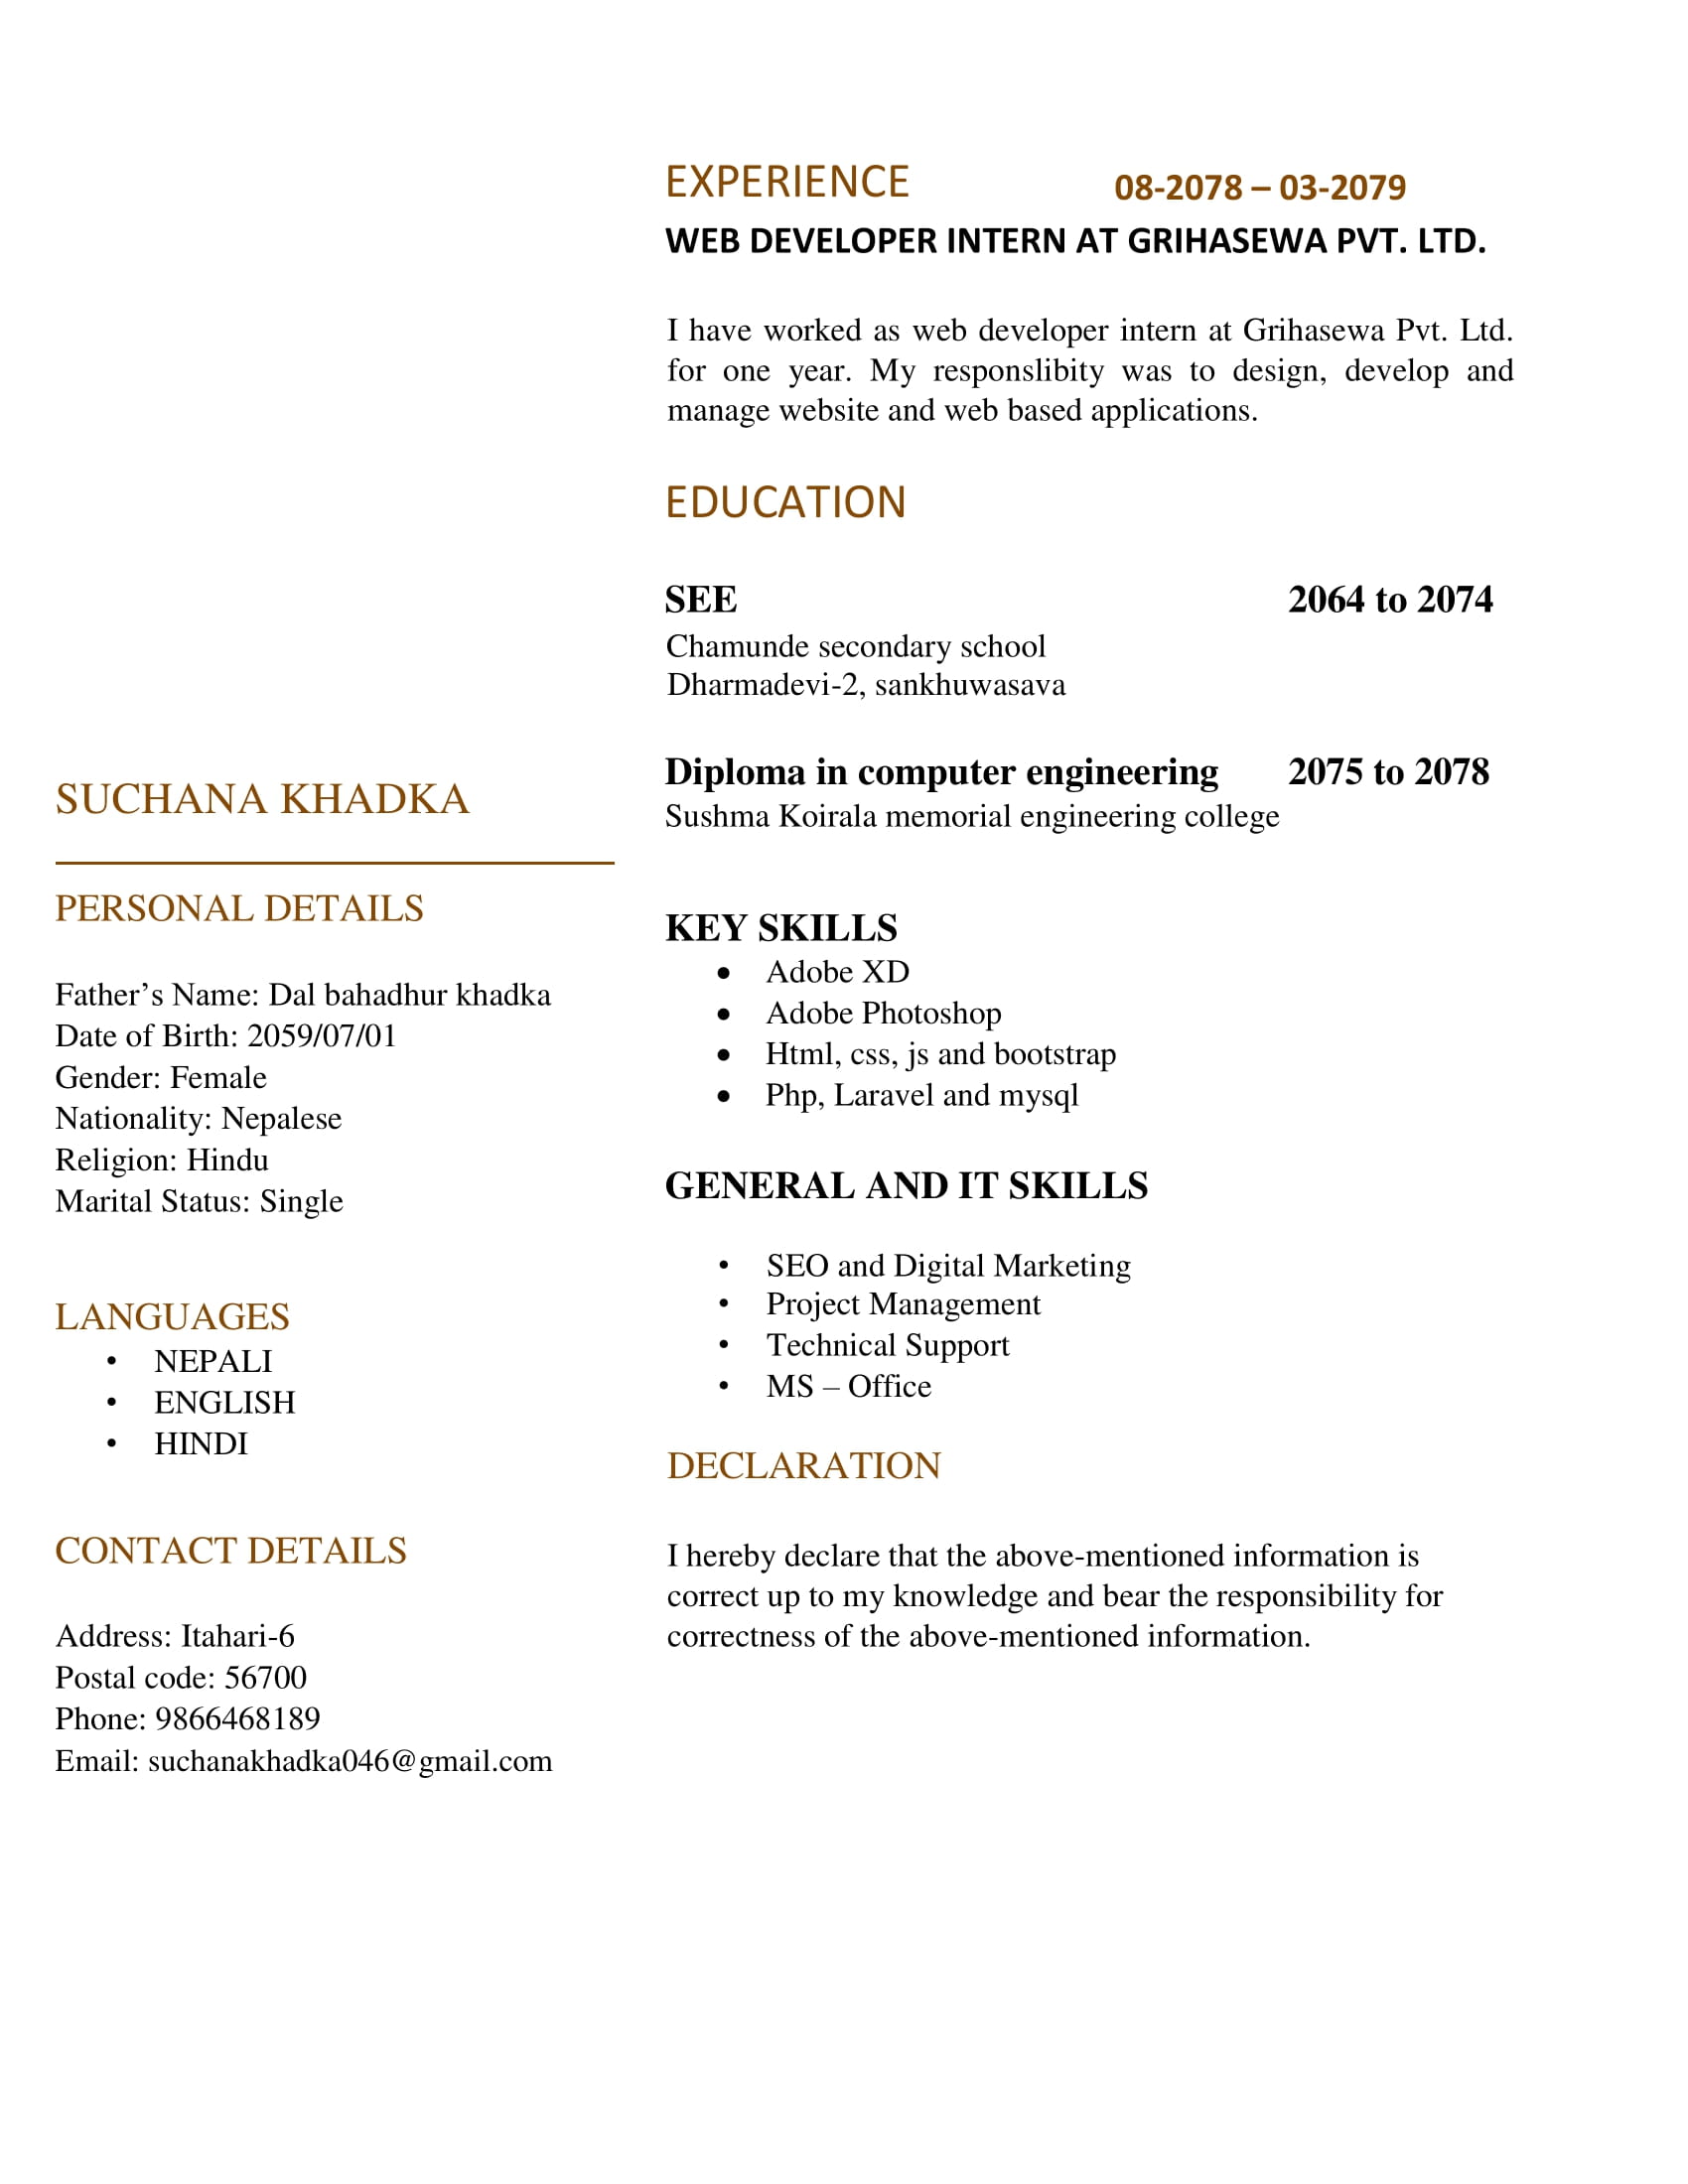 SUCHANA KHADKA
PERSONAL DETAILS
Father’s Name: Dal bahadhur khadka
Date of Birth: 2059/07/01
Gender: Female
Nationality: Nepalese
Religion: Hindu
Marital Status: Single
LANGUAGES
• NEPALI
• ENGLISH
• HINDI
CONTACT DETAILS
Address: Itahari-6
Postal code: 56700
Phone: 9866468189
Email: suchanakhadka046@gmail.com
EXPERIENCE 08-2078 – 03-2079
WEB DEVELOPER INTERN AT GRIHASEWA PVT. LTD.
I have worked as web developer intern at Grihasewa Pvt. Ltd.
for one year. My responslibity was to design, develop and
manage website and web based applications.
EDUCATION
SEE 2064 to 2074
Chamunde secondary school
Dharmadevi-2, sankhuwasava
Diploma in computer engineering 2075 to 2078
Sushma Koirala memorial engineering college
KEY SKILLS
• Adobe XD
• Adobe Photoshop
• Html, css, js and bootstrap
• Php, Laravel and mysql
GENERAL AND IT SKILLS
• SEO and Digital Marketing
• Project Management
• Technical Support
• MS – Office
DECLARATION
I hereby declare that the above-mentioned information is
correct up to my knowledge and bear the responsibility for
correctness of the above-mentioned information.